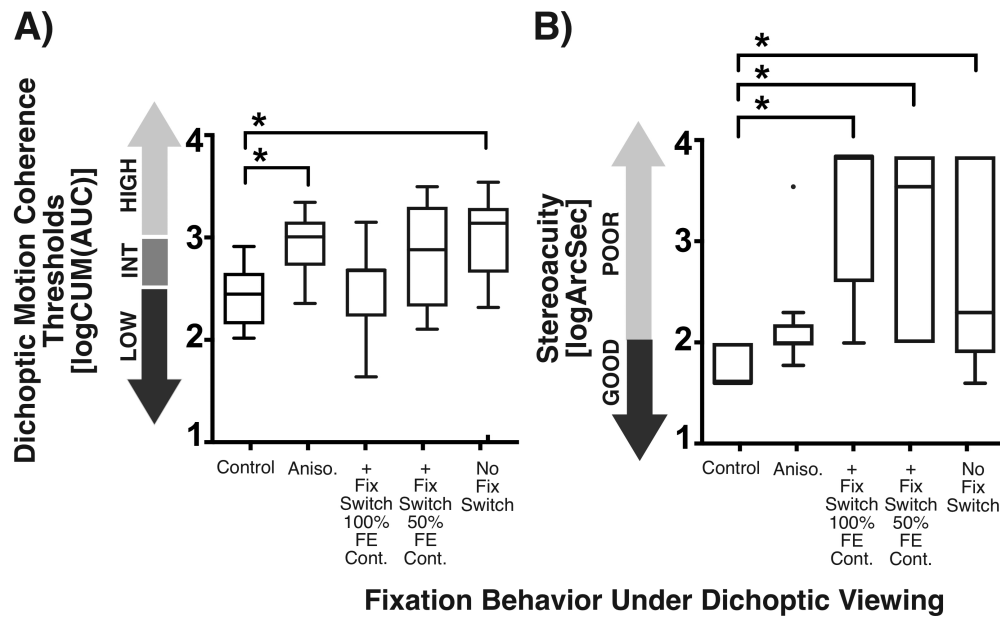 A)
B)
Dichoptic Motion Coherence
Thresholds
[logCUM(AUC)]
HIGH
INT
LOW
4
3
2
1
*
*
Control
Aniso.
+
Fix
Switch
100%
FE
Cont.
+
Fix
Switch
50%
FE
Cont.
No
Fix
Switch
Stereoacuity
[logArcSec]
POOR
GOOD
4
3
2
1
*
*
*
Control
Aniso.
+
Fix
Switch
100%
FE
Cont.
+
Fix
Switch
50%
FE
Cont.
No
Fix
Switch
Fixation Behavior Under Dichoptic Viewing